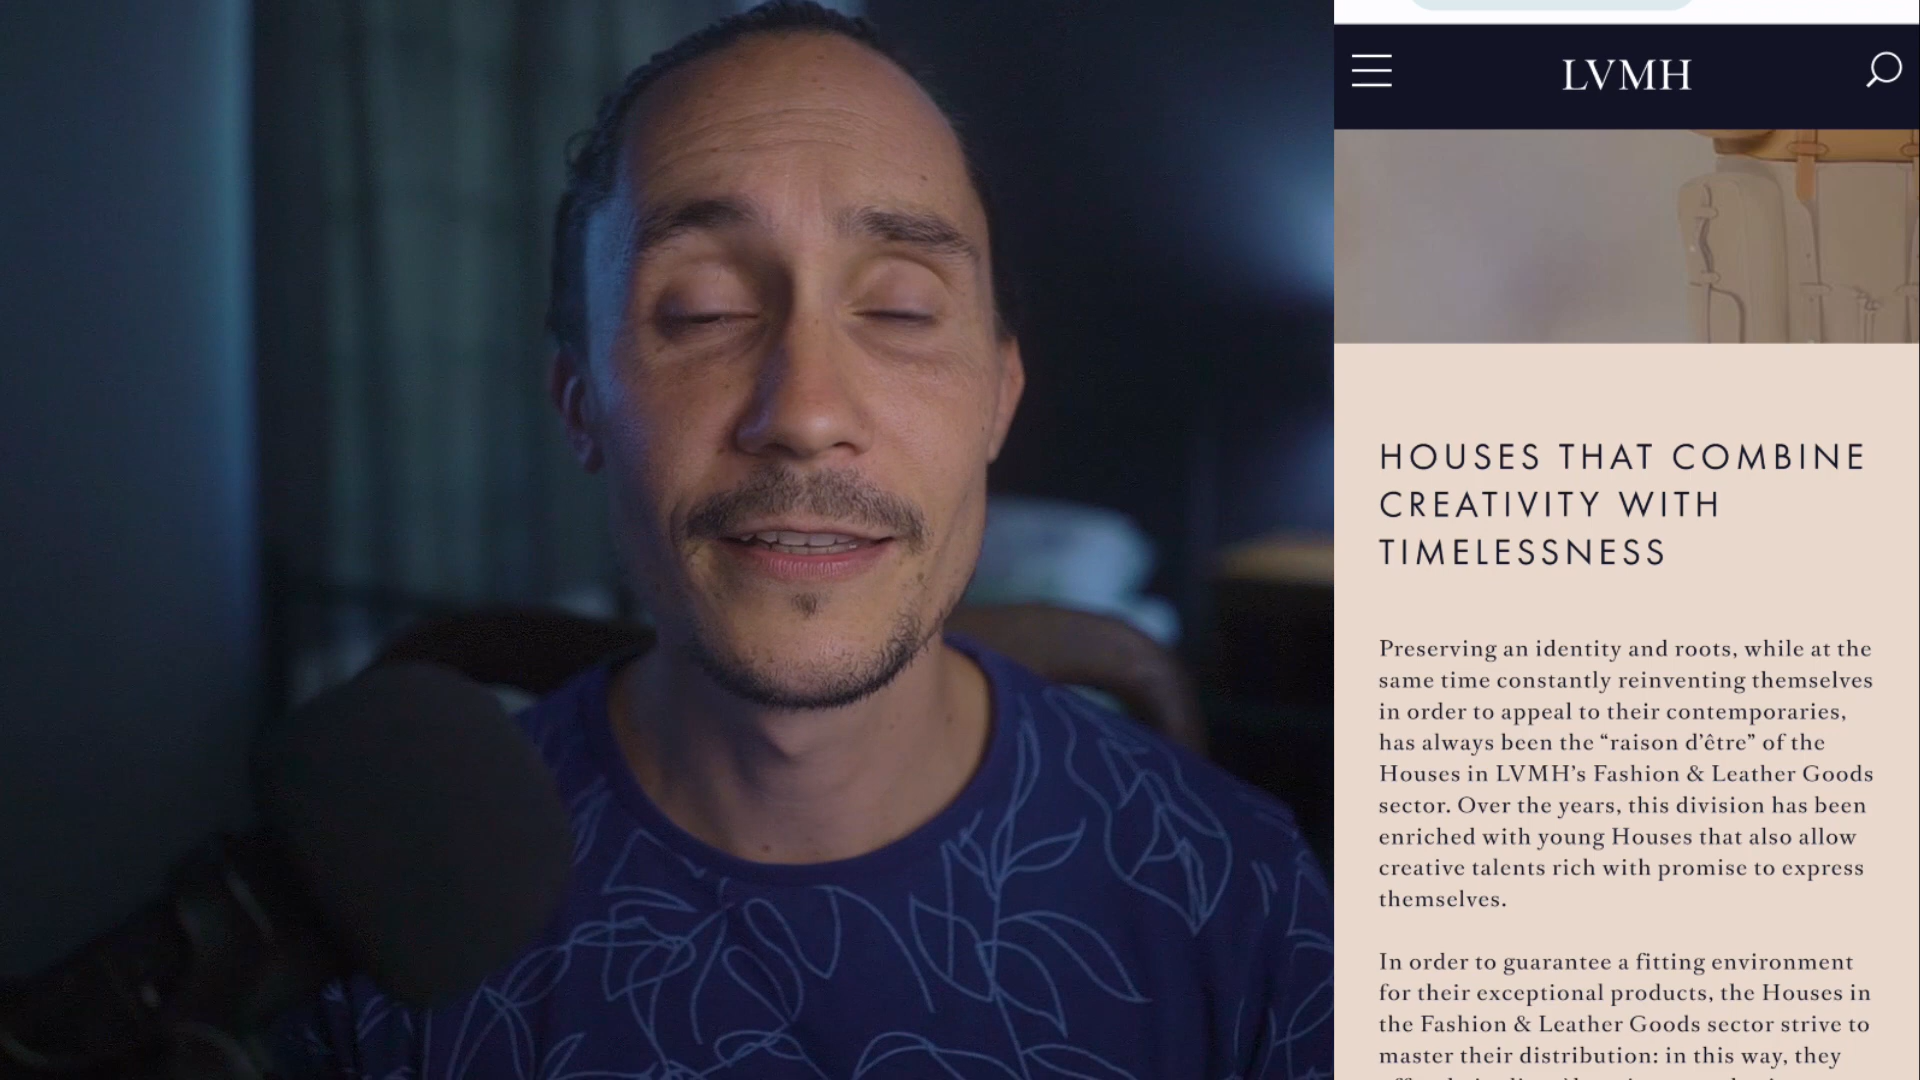 LVMH
HOUSES THAT COMBINE
CREATIVITY WITH
TIMELESSNESS
Preserving an identity and roots, while at the
same time constantly reinventing themselves
in order to appeal to their contemporaries,
has always been the “raison d’être” of the
Houses in LVMH’s Fashion & Leather Goods
sector. Over the years, this division has been
enriched with young Houses that also allow
creative talents rich with promise to express
themselves.
In order to guarantee a fitting environment
for their exceptional products, the Houses in
the Fashion & Leather Goods sector strive to
master their distribution: in this way, they